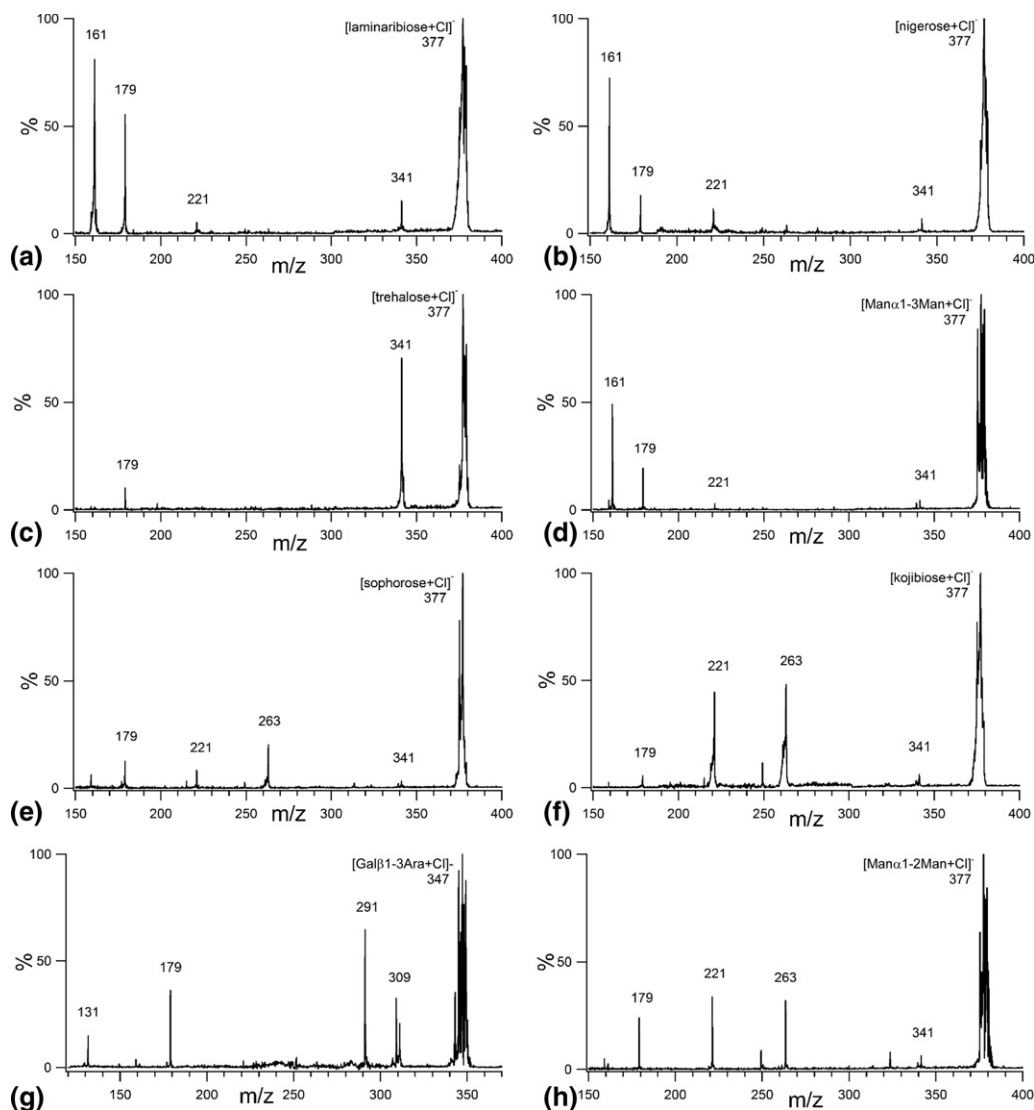 100
[laminaribiose+Cl]-
377
161
179
50
%
221
341
0
150 200 250 300 350 400
m/z
(a)
100
[nigerose+Cl]-
377
161
50
%
179
221
341
0
150 200 250 300 350 400
m/z
(b)
100
[trehalose+Cl]-
377
341
50
%
179
0
150 200 250 300 350 400
m/z
(c)
100
[Manα1-3Man+Cl]-
377
161
50
%
179
221
341
0
150 200 250 300 350 400
m/z
(d)
100
[sophorose+Cl]-
377
50
%
179
221
263
341
0
150 200 250 300 350 400
m/z
(e)
100
[kojibiose+Cl]-
377
221
263
50
%
179
341
0
150 200 250 300 350 400
m/z
(f)
100
[Galβ1-3Ara+Cl]-
347
291
179
309
50
%
131
0
150 200 250 300 350
m/z
(g)
100
[Manα1-2Man+Cl]-
377
50
%
179
221
263
341
0
150 200 250 300 350 400
m/z
(h)